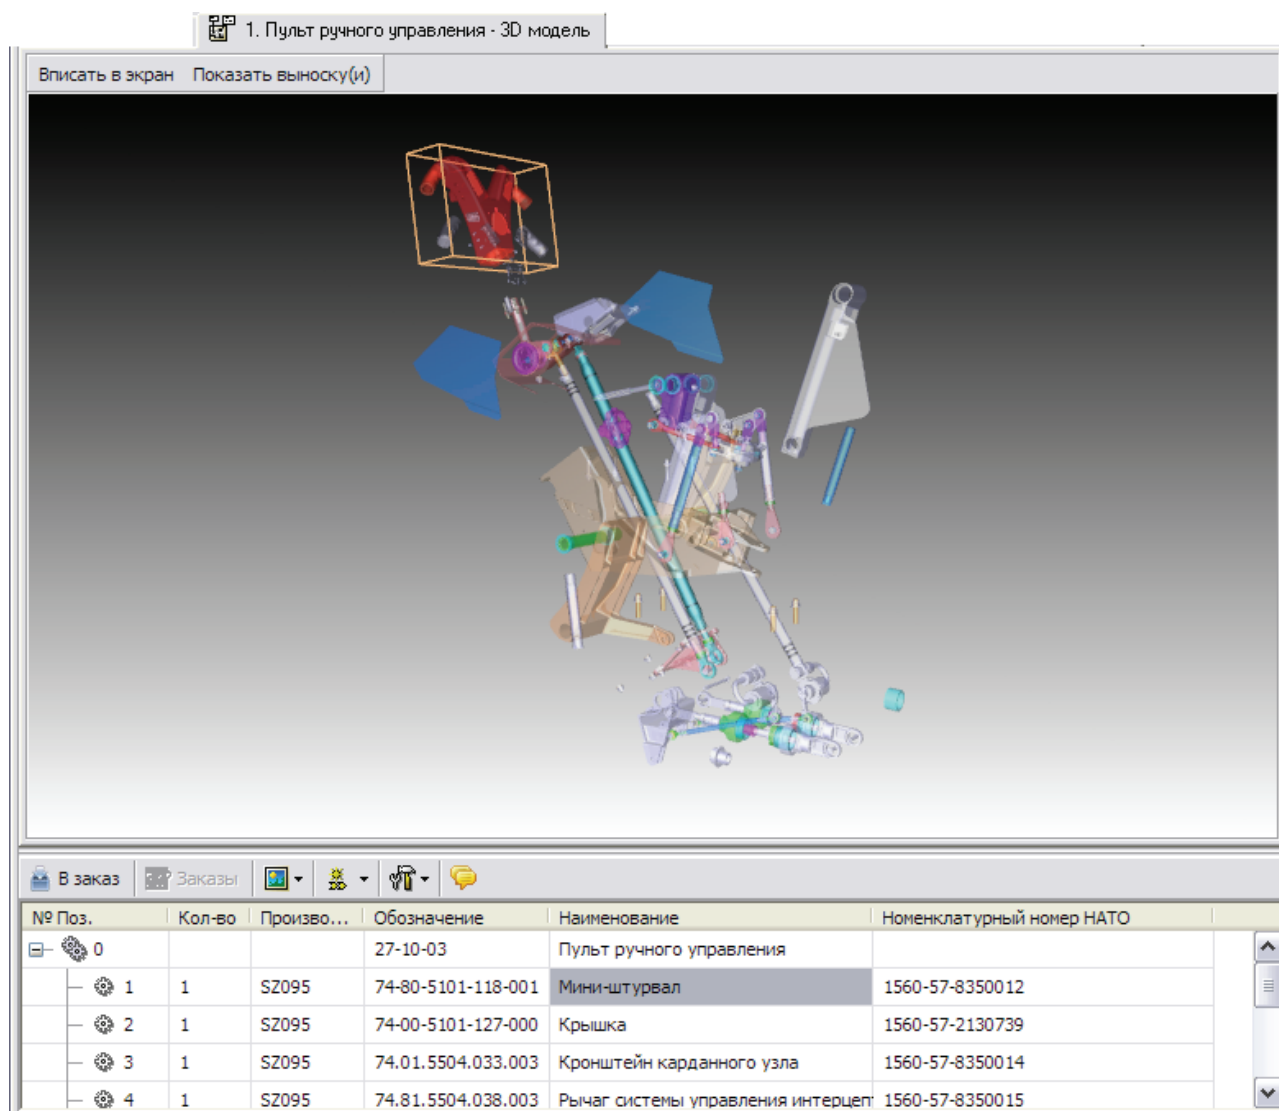 1. Пульт ручного управления - 3D модель
Вписать в экран Показать выноску(и)
В заказ Заказы
№ Поз. Кол-во Произво... Обозначение Наименование Номенклатурный номер НАТО
0 27-10-03 Пульт ручного управления
1 1 SZ095 74-80-5101-118-001 Мини-штурвал 1560-57-8350012
2 1 SZ095 74-00-5101-127-000 Крышка 1560-57-2130739
3 1 SZ095 74.01.5504.033.003 Кронштейн карданного узла 1560-57-8350014
4 1 SZ095 74.81.5504.038.003 Рычаг системы управления интерцеп 1560-57-8350015